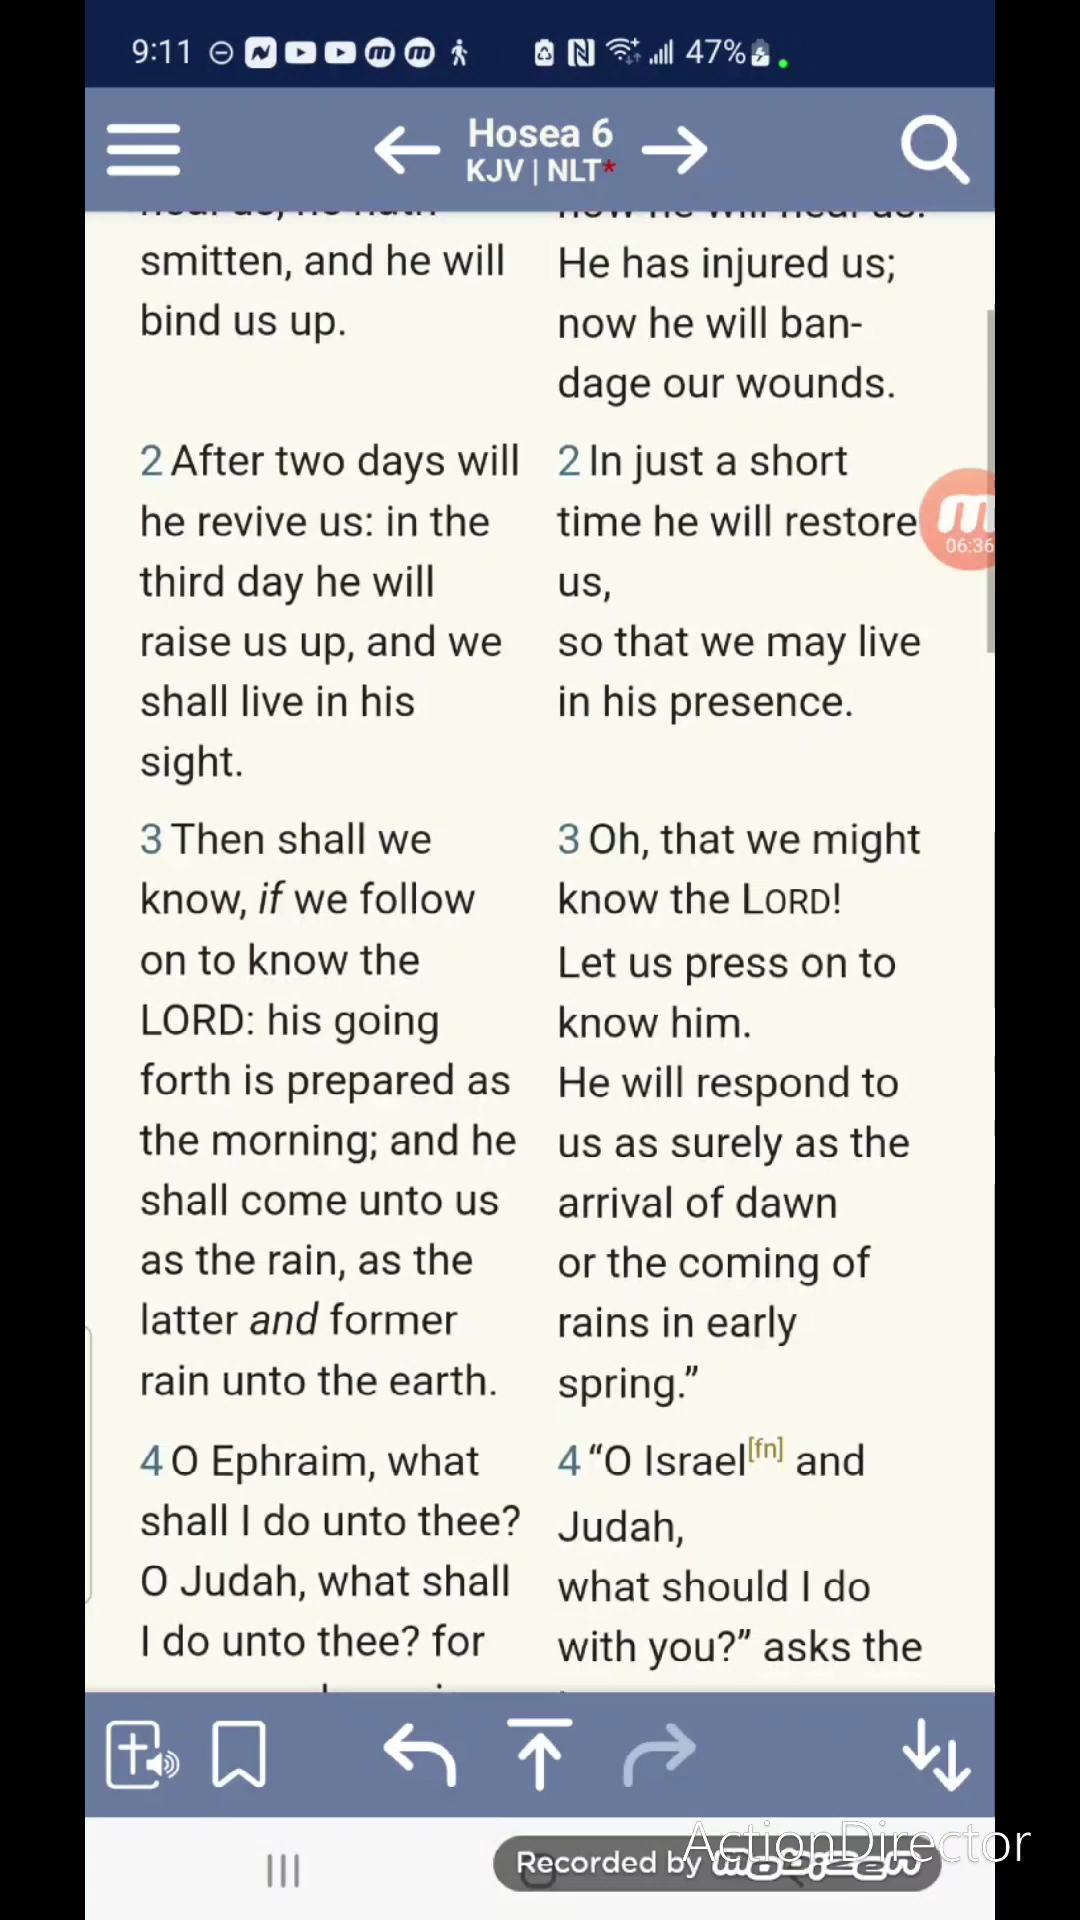 9:11
47%
Hosea 6
KJV | NLT*
smitten, and he will
bind us up.
now he will heal us.
He has injured us;
now he will ban-
dage our wounds.
2 After two days will
he revive us: in the
third day he will
raise us up, and we
shall live in his
sight.
2 In just a short
time he will restore
us,
so that we may live
in his presence.
06:36
3 Then shall we
know, if we follow
on to know the
LORD: his going
forth is prepared as
the morning; and he
shall come unto us
as the rain, as the
latter and former
rain unto the earth.
3 Oh, that we might
know the LORD!
Let us press on to
know him.
He will respond to
us as surely as the
arrival of dawn
or the coming of
rains in early
spring.”
4 O Ephraim, what
shall I do unto thee?
O Judah, what shall
I do unto thee? for
4 “O Israel[fn] and
Judah,
what should I do
with you?” asks the
ActionDirector
Recorded by MOBIZEN